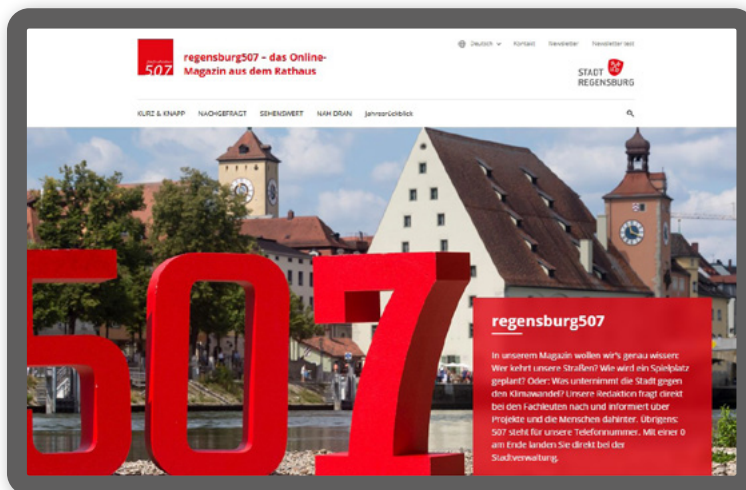 Deutsch Kontakt Newsletter Newsletter test
507
regensburg507 – das Online-
Magazin aus dem Rathaus
STADT
REGENSBURG
KURZ & KNAPP NACHGEFRAGT SEHENSWERT NAH DRAN Jahresrückblick
507
regensburg507
In unserem Magazin wollen wir's genau wissen:
Wer kehrt unsere Straßen? Wie wird ein Spielplatz
geplant? Oder: Was unternimmt die Stadt gegen
den Klimawandel? Unsere Redaktion fragt direkt
bei den Fachleuten nach und informiert über
Projekte und die Menschen dahinter. Übrigens:
507 steht für unsere Telefonnummer. Mit einer 0
am Ende landen Sie direkt bei der
Stadtverwaltung.